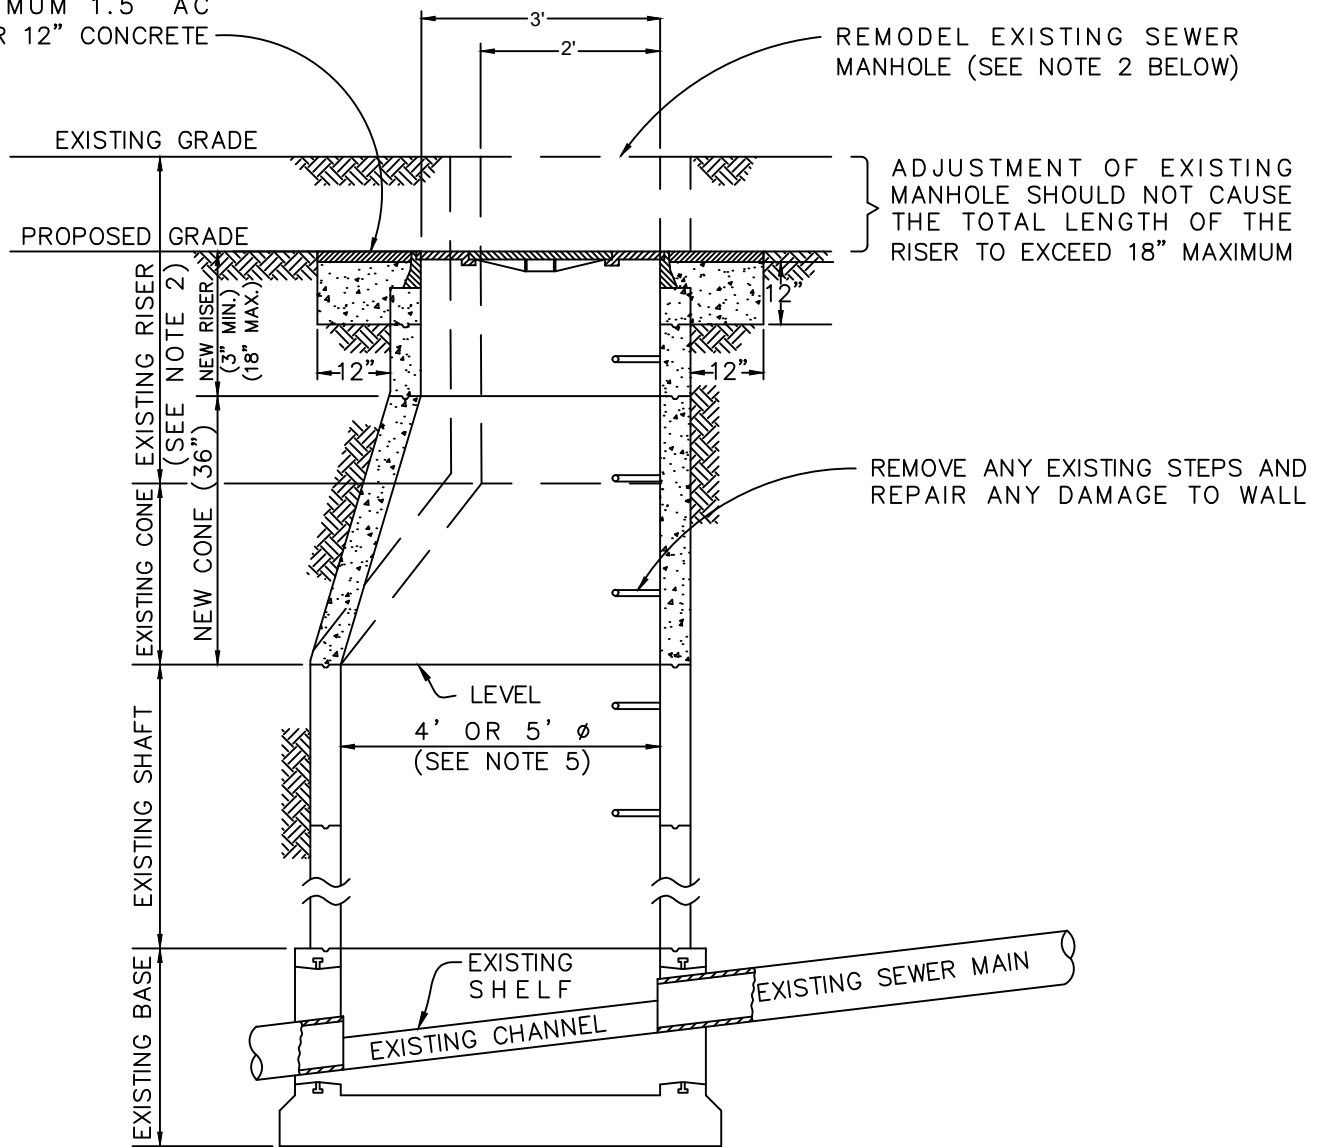 MUM 1.5" AC
R 12" CONCRETE
3'
2'
REMODEL EXISTING SEWER
MANHOLE (SEE NOTE 2 BELOW)
EXISTING GRADE
ADJUSTMENT OF EXISTING
MANHOLE SHOULD NOT CAUSE
THE TOTAL LENGTH OF THE
RISER TO EXCEED 18" MAXIMUM
PROPOSED GRADE
EXISTING RISER
(SEE NOTE 2)
NEW RISER
(3" MIN.)
(18" MAX.)
12"
12"
12"
EXISTING CONE
NEW CONE (36")
REMOVE ANY EXISTING STEPS AND
REPAIR ANY DAMAGE TO WALL
LEVEL
4' OR 5' ø
(SEE NOTE 5)
EXISTING SHAFT
EXISTING
SHELF
EXISTING SEWER MAIN
EXISTING CHANNEL
EXISTING BASE